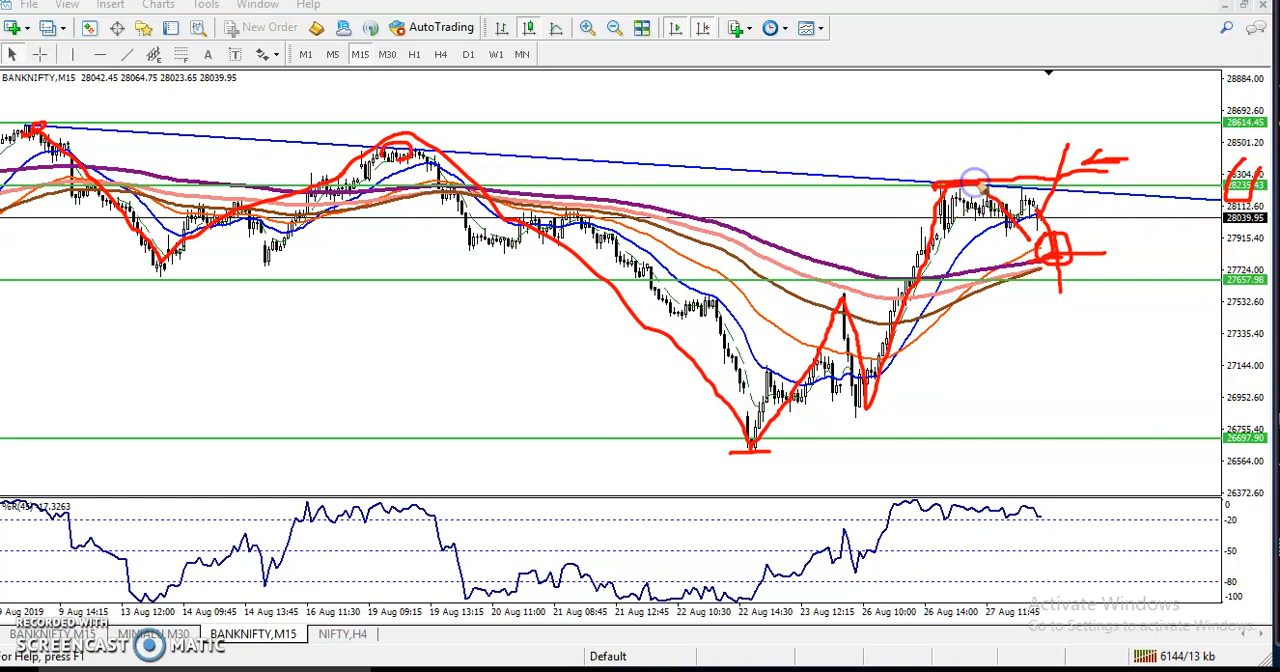 File View Insert Charts Tools Window Help
New Order AutoTrading
A T M1 M5 M15 M30 H1 H4 D1 W1 MN
BANKNIFTY,M15 28042.45 28064.75 28023.65 28039.95
28884.00
28692.60
28614.45
28501.20
28304.
28112.60
28039.95
27915.40
27724.00
27657.98
27532.60
27335.40
27144.00
26952.60
26755.40
26697.90
26564.00
26372.60
%R(45) -17.3263
0
-20
-50
-80
-100
9 Aug 2019 9 Aug 14:15 13 Aug 12:00 14 Aug 09:45 14 Aug 13:45 16 Aug 11:30 19 Aug 09:15 19 Aug 13:15 20 Aug 11:00 21 Aug 08:45 21 Aug 12:45 22 Aug 10:30 22 Aug 14:30 23 Aug 12:15 26 Aug 10:00 26 Aug 14:00 27 Aug 11:45
Activate Windows
Go to Settings to activate Windows.
RECORDED WITH
BANKNIFTY,M15 BANKNIFTY,M15 NIFTY,H4
SCREENCAST MATIC
For Help, press F1 Default 6144/13 kb